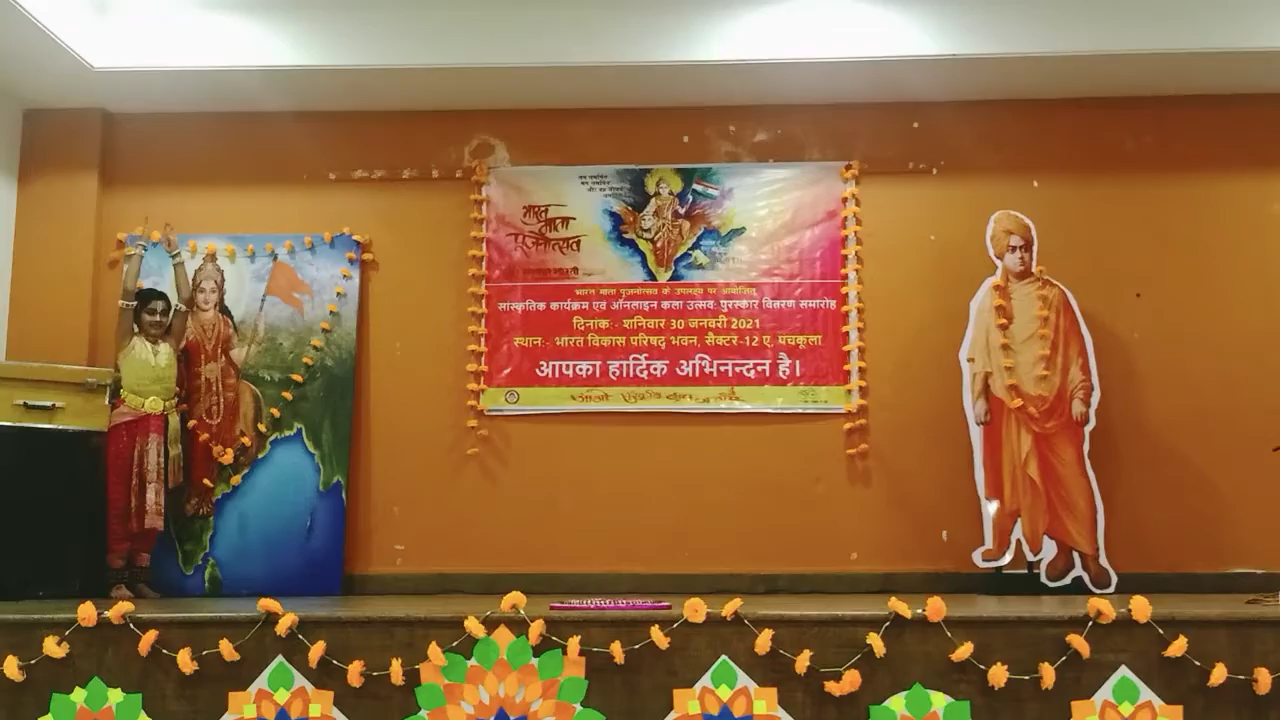 भारत
माता
पूजनोत्सव
भारत माता पूजनोत्सव के उपलक्ष्य पर आयोजित
सांस्कृतिक कार्यक्रम एवं ऑनलाइन कला उत्सवः पुरस्कार वितरण समारोह
दिनांक:- शनिवार 30 जनवरी 2021
स्थान:- भारत विकास परिषद् भवन, सैक्टर-12 ए, पंचकूला
आपका हार्दिक अभिनन्दन है।